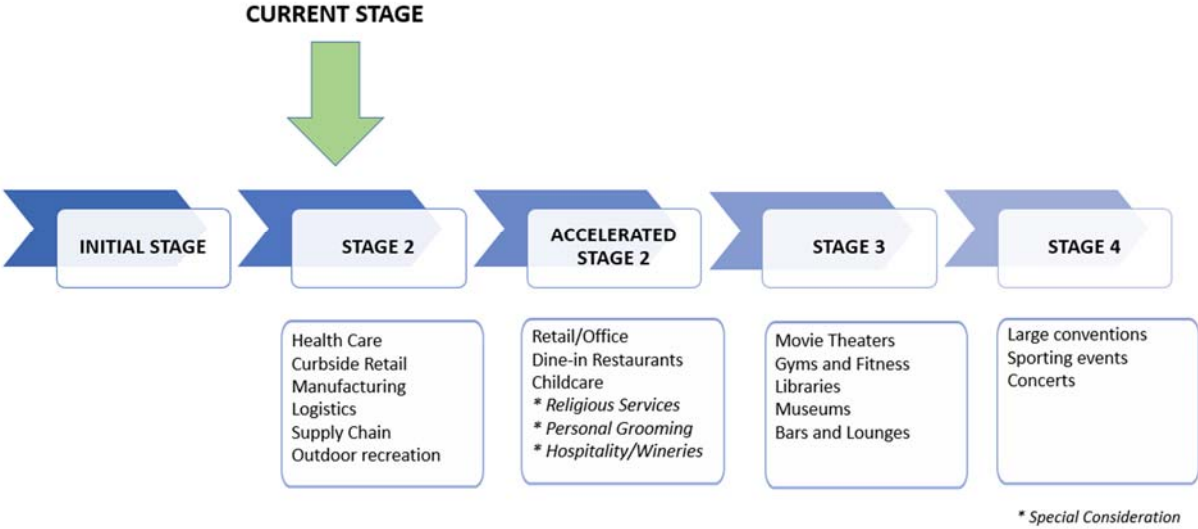 CURRENT STAGE
INITIAL STAGE
STAGE 2
ACCELERATED
STAGE 2
STAGE 3
STAGE 4
Health Care
Curbside Retail
Manufacturing
Logistics
Supply Chain
Outdoor recreation
Retail/Office
Dine-in Restaurants
Childcare
* Religious Services
* Personal Grooming
* Hospitality/Wineries
Movie Theaters
Gyms and Fitness
Libraries
Museums
Bars and Lounges
Large conventions
Sporting events
Concerts
* Special Consideration